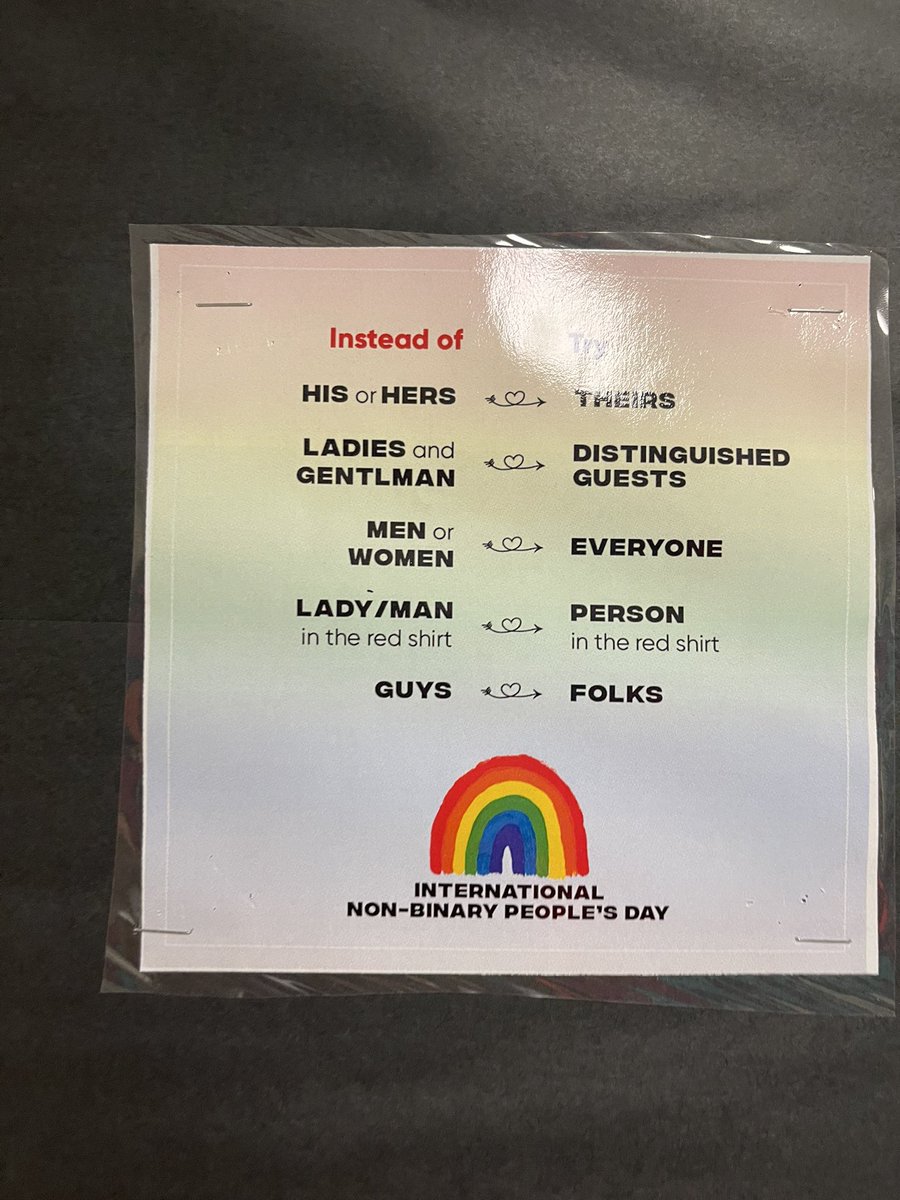 Instead of Try
HIS or HERS THEIRS
LADIES and DISTINGUISHED
GENTLMAN GUESTS
MEN or
WOMEN EVERYONE
LADY/MAN PERSON
in the red shirt in the red shirt
GUYS FOLKS
INTERNATIONAL
NON-BINARY PEOPLE'S DAY